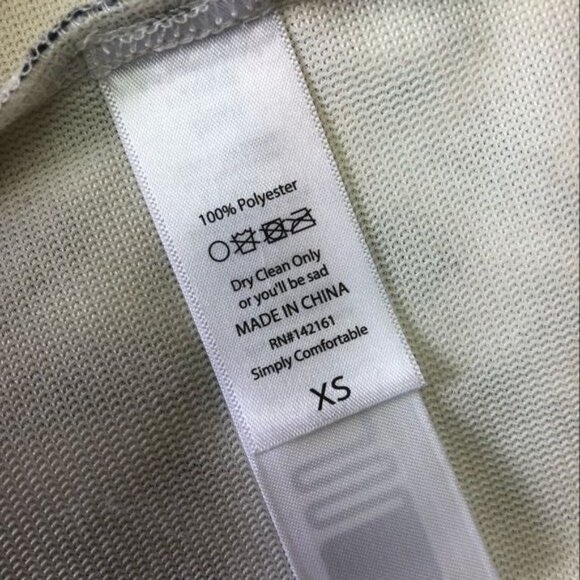 100% Polyester
Dry Clean Only
or you'll be sad
MADE IN CHINA
RN#142161
Simply Comfortable
XS